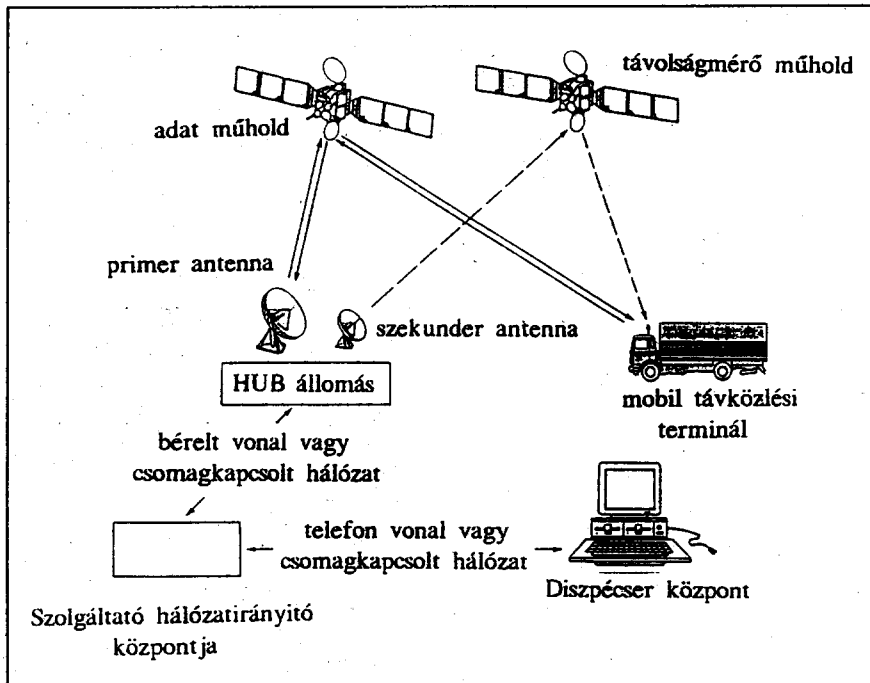 távolságmérő műhold
adat műhold
primer antenna
szekunder antenna
HUB állomás
mobil távközlési
terminál
bérelt vonal vagy
csomagkapcsolt hálózat
telefon vonal vagy
csomagkapcsolt hálózat
Diszpécser központ
Szolgáltató hálózatirányitó
központja